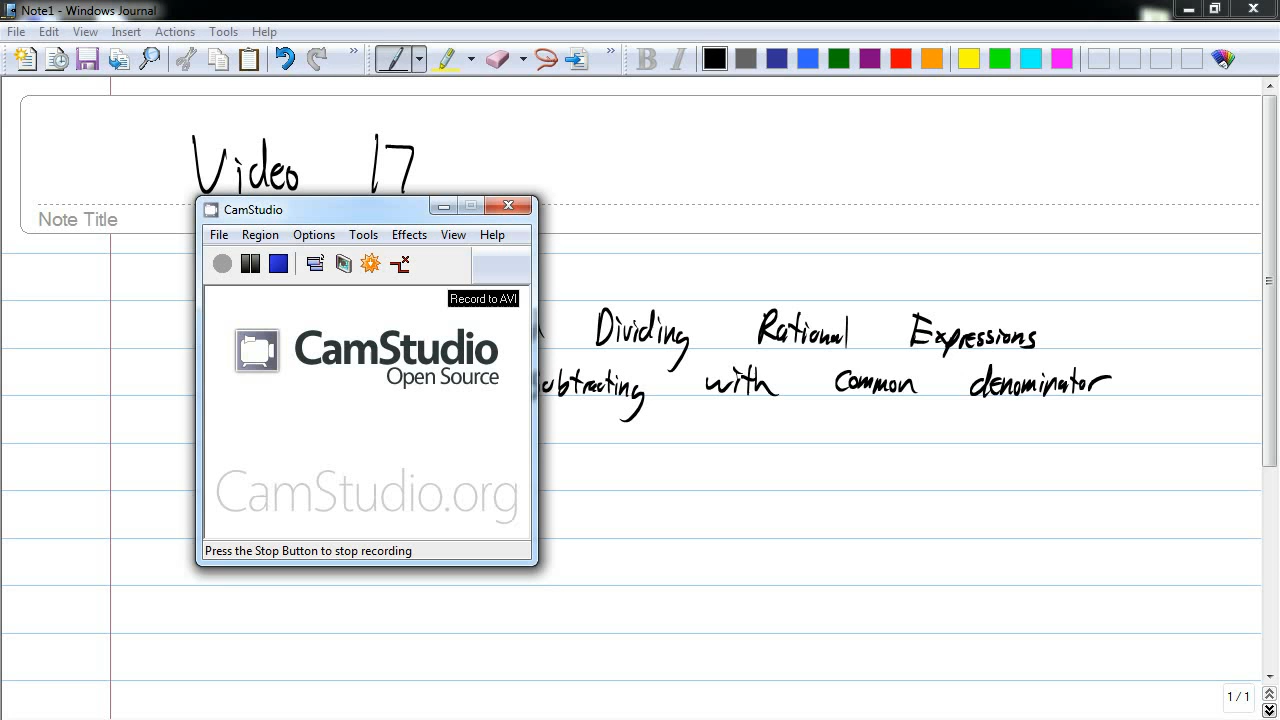 Note1 - Windows Journal
File Edit View Insert Actions Tools Help
B I
Video 17
Note Title
CamStudio
File Region Options Tools Effects View Help
Record to AVI
CamStudio
Open Source
Dividing Rational Expressions
Subtracting with common denominator
CamStudio.org
Press the Stop Button to stop recording
1 / 1